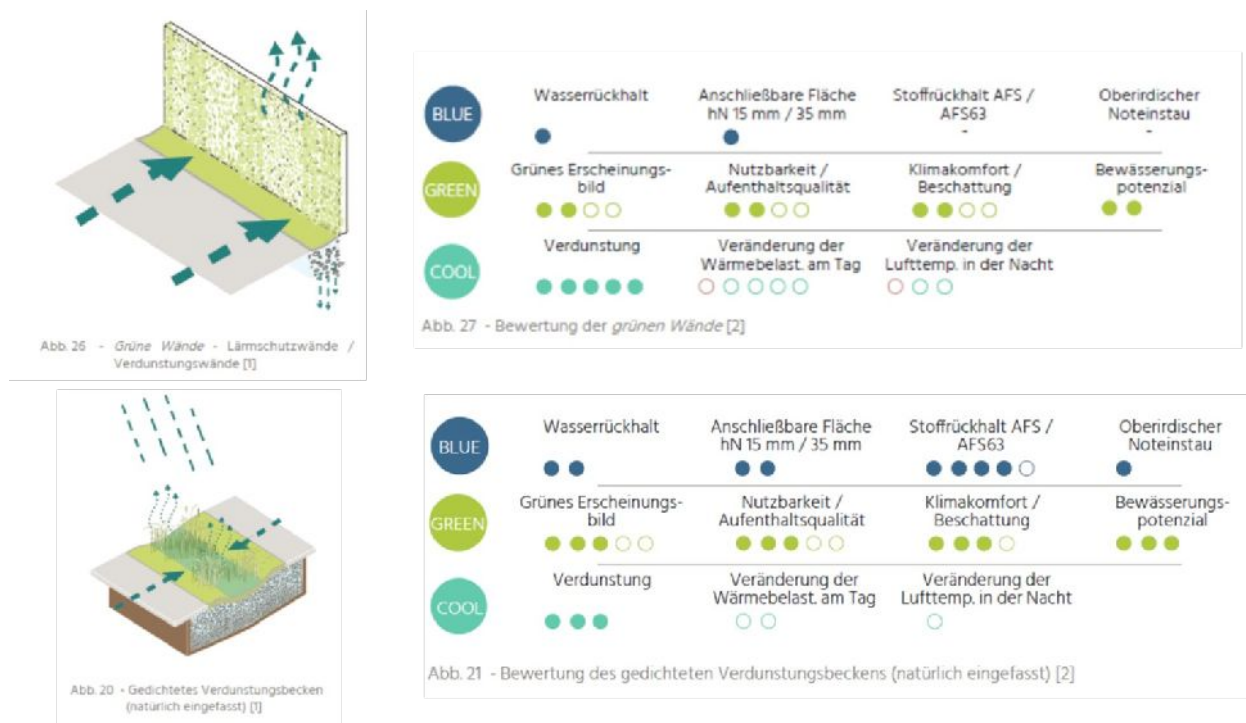 BLUE
Wasserrückhalt
Anschließbare Fläche
hN 15 mm / 35 mm
Stoffrückhalt AFS /
AFS63
-
Oberirdischer
Noteinstau
-
GREEN
Grünes Erscheinungs-
bild
Nutzbarkeit /
Aufenthaltsqualität
Klimakomfort /
Beschattung
Bewässerungs-
potenzial
COOL
Verdunstung
Veränderung der
Wärmebelast. am Tag
Veränderung der
Lufttemp. in der Nacht
Abb. 26 - Grüne Wände - Lärmschutzwände /
Verdunstungswände [1]
Abb. 27 - Bewertung der grünen Wände [2]
BLUE
Wasserrückhalt
Anschließbare Fläche
hN 15 mm / 35 mm
Stoffrückhalt AFS /
AFS63
Oberirdischer
Noteinstau
GREEN
Grünes Erscheinungs-
bild
Nutzbarkeit /
Aufenthaltsqualität
Klimakomfort /
Beschattung
Bewässerungs-
potenzial
COOL
Verdunstung
Veränderung der
Wärmebelast. am Tag
Veränderung der
Lufttemp. in der Nacht
Abb. 20 - Gedichtetes Verdunstungsbecken
(natürlich eingefasst) [1]
Abb. 21 - Bewertung des gedichteten Verdunstungsbeckens (natürlich eingefasst) [2]